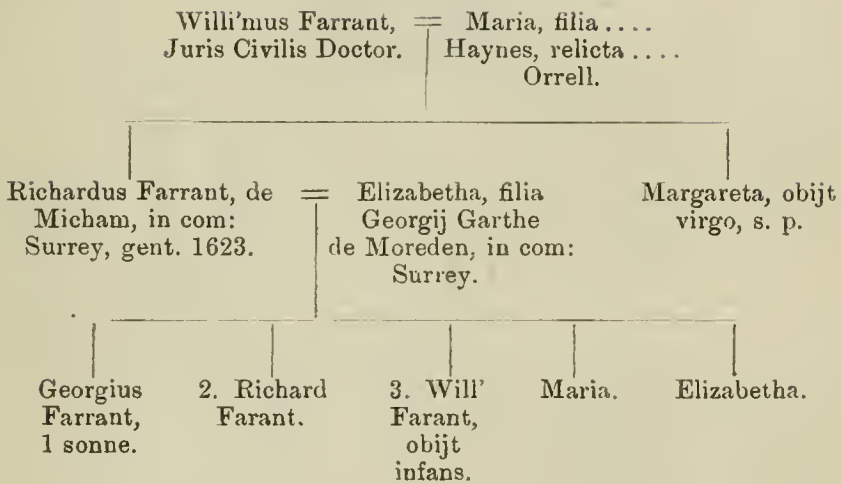 Willi'mus Farrant,
Juris Civilis Doctor.
=
Maria, filia ....
Haynes, relicta ....
Orrell.
Richardus Farrant, de
Micham, in com:
Surrey, gent. 1623.
=
Elizabetha, filia
Georgij Garthe
de Moreden, in com:
Surrey.
Margareta, obijt
virgo, s. p.
Georgius
Farrant,
1 sonne.
2. Richard
Farant.
3. Will'
Farant,
obijt
infans.
Maria.
Elizabetha.